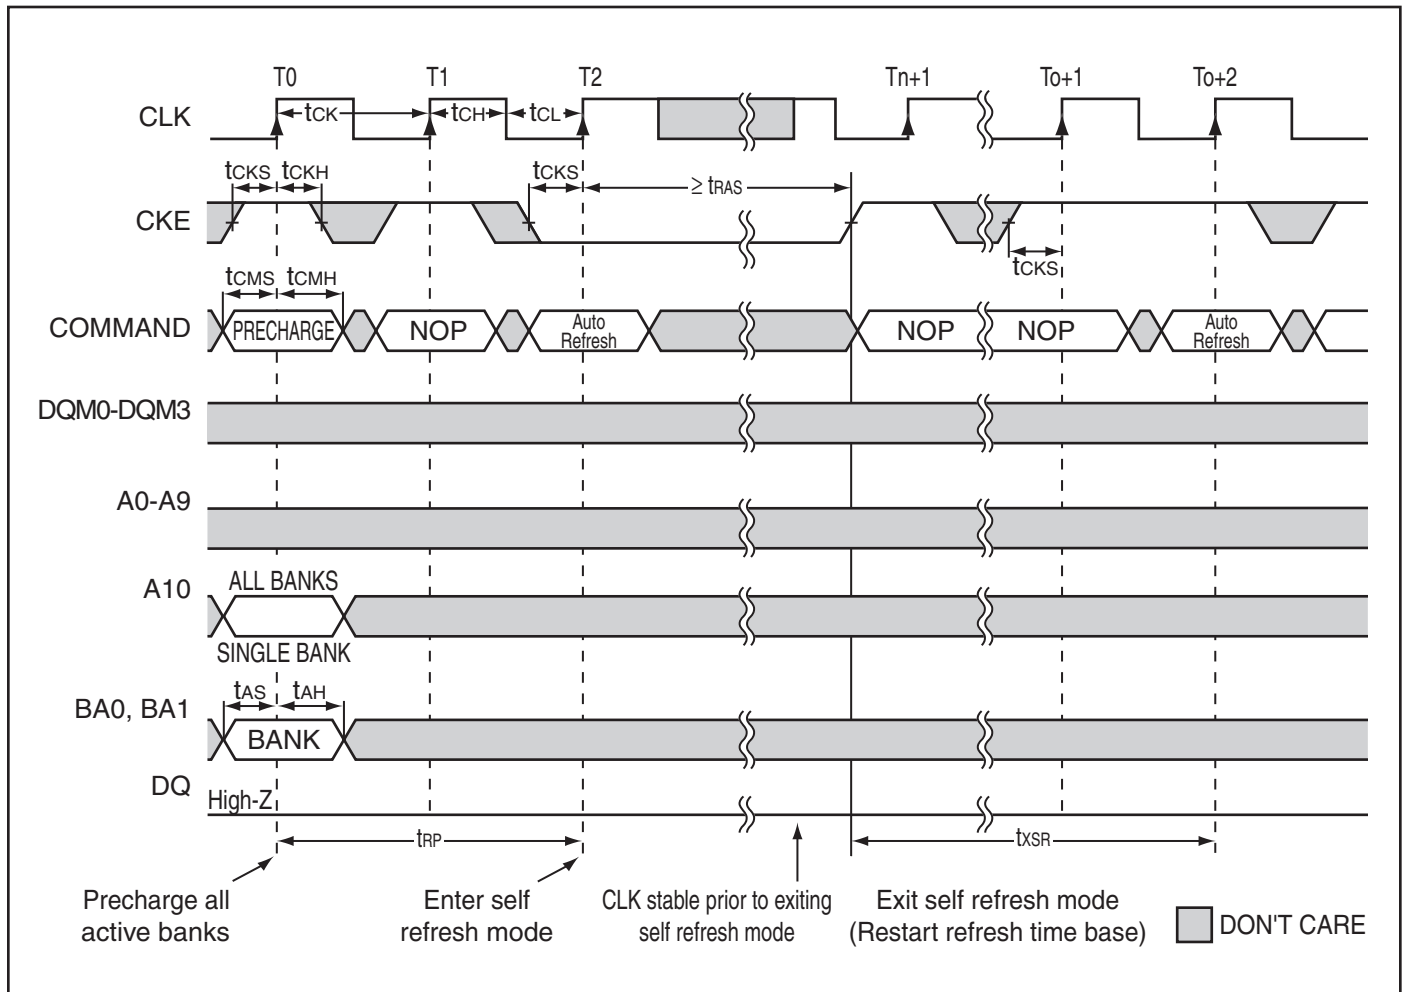 T0 T1 T2 Tn+1 To+1 To+2
CLK
tCK tCH tCL
tCKS tCKH tCKS ≥ tRAS
CKE
tCKS
tCMS tCMH
COMMAND PRECHARGE NOP Auto Refresh NOP NOP Auto Refresh
DQM0-DQM3
A0-A9
A10 ALL BANKS
SINGLE BANK
tAS tAH
BA0, BA1
BANK
DQ
High-Z
tRP tXSR
Precharge all
active banks
Enter self
refresh mode
CLK stable prior to exiting
self refresh mode
Exit self refresh mode
(Restart refresh time base)
DON'T CARE